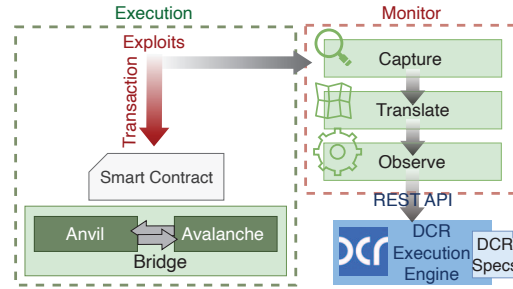 Execution
Exploits
Transaction
Smart Contract
Anvil
Avalanche
Bridge
Monitor
Capture
Translate
Observe
REST API
DCR
DCR
Execution
Engine
DCR
Specs